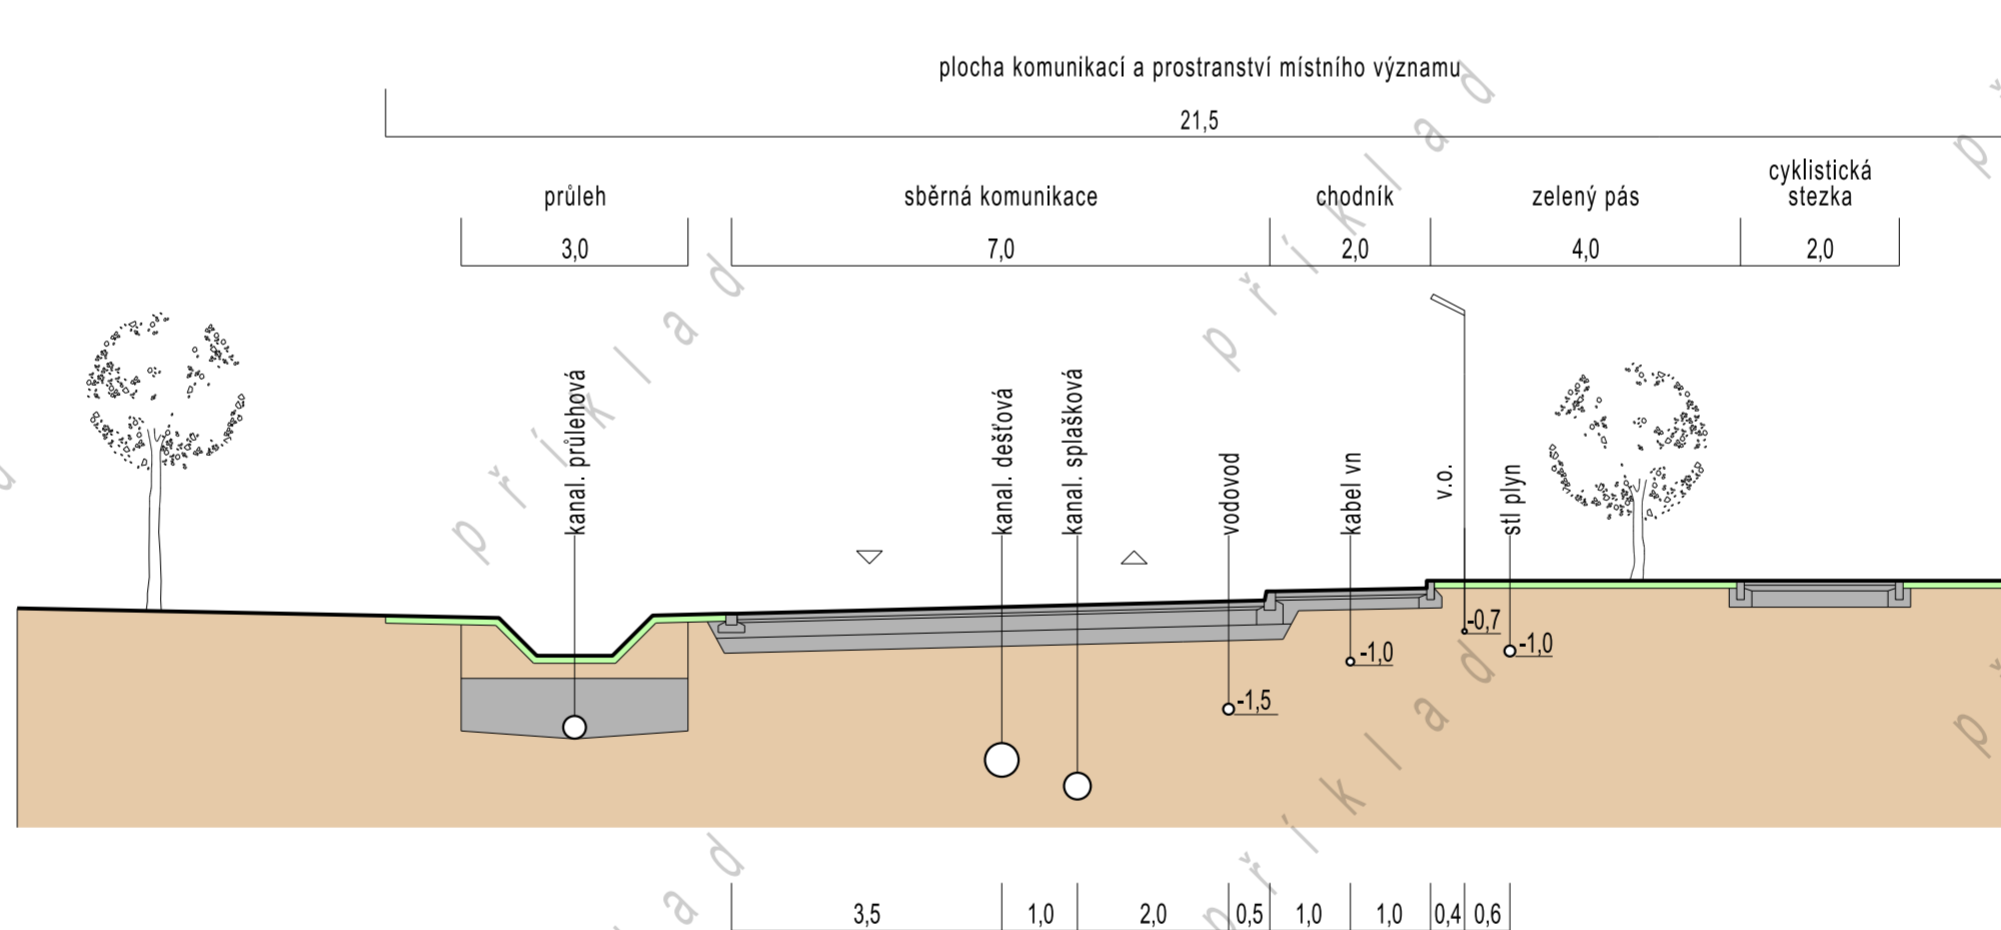 plocha komunikací a prostranství místního významu
21,5
průleh
sběrná komunikace
chodník
zelený pás
cyklistická
stezka
3,0
7,0
2,0
4,0
2,0
kanal. průlehová
kanal. dešťová
kanal. splašková
vodovod
kabel vn
v.o.
stl plyn
-0,7
-1,0
-1,0
-1,5
3,5
1,0
2,0
0,5
1,0
1,0
0,4
0,6
příklad
příklad
příklad